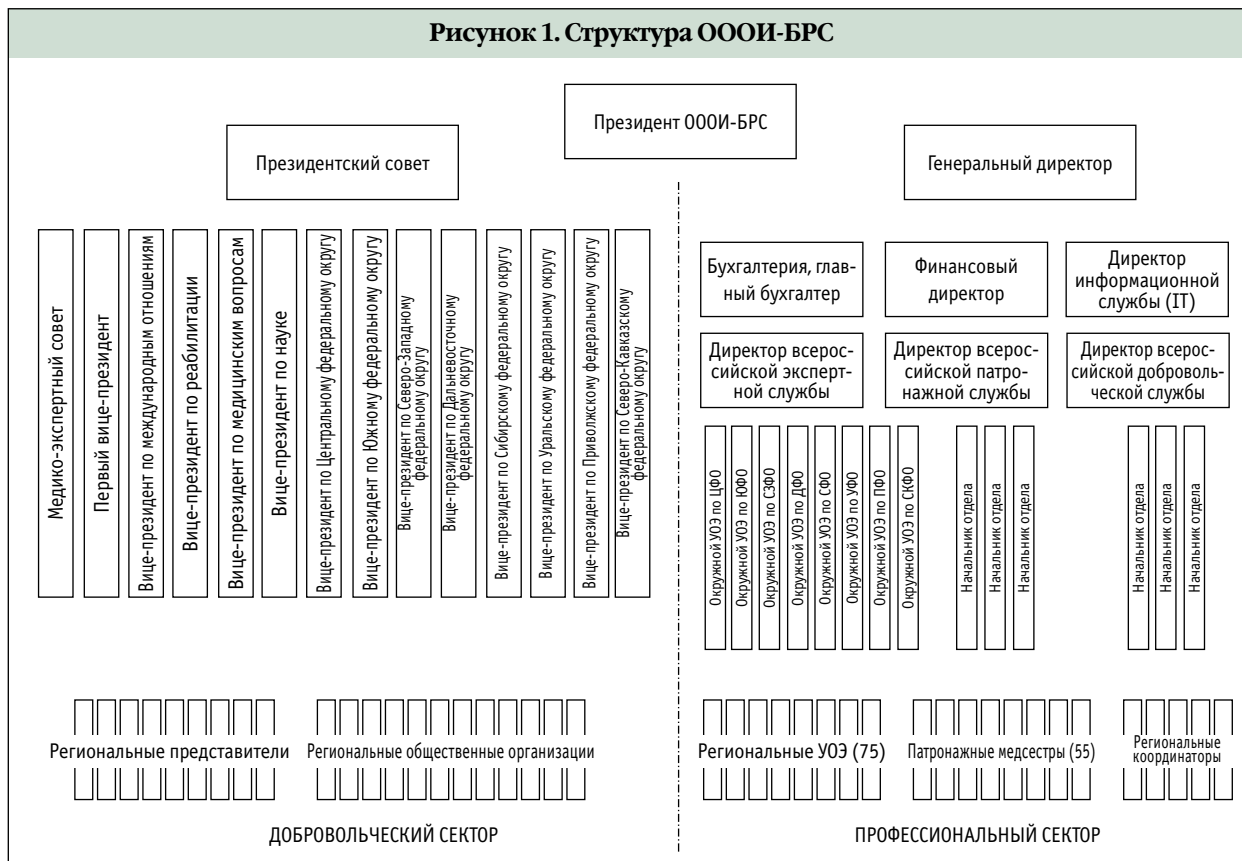 Рисунок 1. Структура ОООИ-БРС
Президент ОООИ-БРС
Президентский совет
Генеральный директор
Медико-экспертный совет
Первый вице-президент
Вице-президент по международным отношениям
Вице-президент по реабилитации
Вице-президент по медицинским вопросам
Вице-президент по науке
Вице-президент по Центральному федеральному округу
Вице-президент по Южному федеральному округу
Вице-президент по Северо-Западному
федеральному округу
Вице-президент по Дальневосточному
федеральному округу
Вице-президент по Сибирскому федеральному округу
Вице-президент по Уральскому федеральному округу
Вице-президент по Приволжскому федеральному округу
Вице-президент по Северо-Кавказскому
федеральному округу
Бухгалтерия, глав-
ный бухгалтер
Финансовый
директор
Директор
информационной
службы (IT)
Директор всерос-
сийской эксперт-
ной службы
Директор всерос-
сийской патро-
нажной службы
Директор всерос-
сийской доброволь-
ческой службы
Окружной УОЭ по ЦФО
Окружной УОЭ по ЮФО
Окружной УОЭ по СЗФО
Окружной УОЭ по ДФО
Окружной УОЭ по СФО
Окружной УОЭ по УФО
Окружной УОЭ по ПФО
Окружной УОЭ по СКФО
Начальник отдела
Начальник отдела
Начальник отдела
Начальник отдела
Начальник отдела
Начальник отдела
Региональные представители
Региональные общественные организации
Региональные УОЭ (75)
Патронажные медсестры (55)
Региональные
координаторы
ДОБРОВОЛЬЧЕСКИЙ СЕКТОР
ПРОФЕССИОНАЛЬНЫЙ СЕКТОР